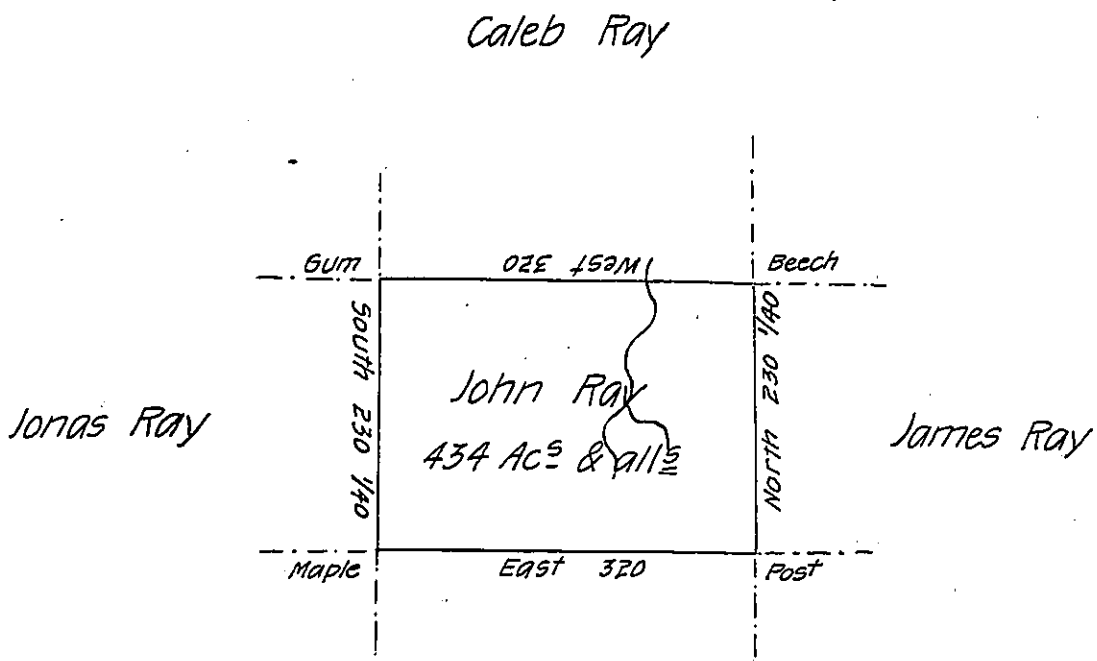 Caleb Ray
Gum
West 320
Beech
South 230 1/40
John Ray
434 Acs & alls
North 230 1/40
Jonas Ray
James Ray
Maple
East 320
Post